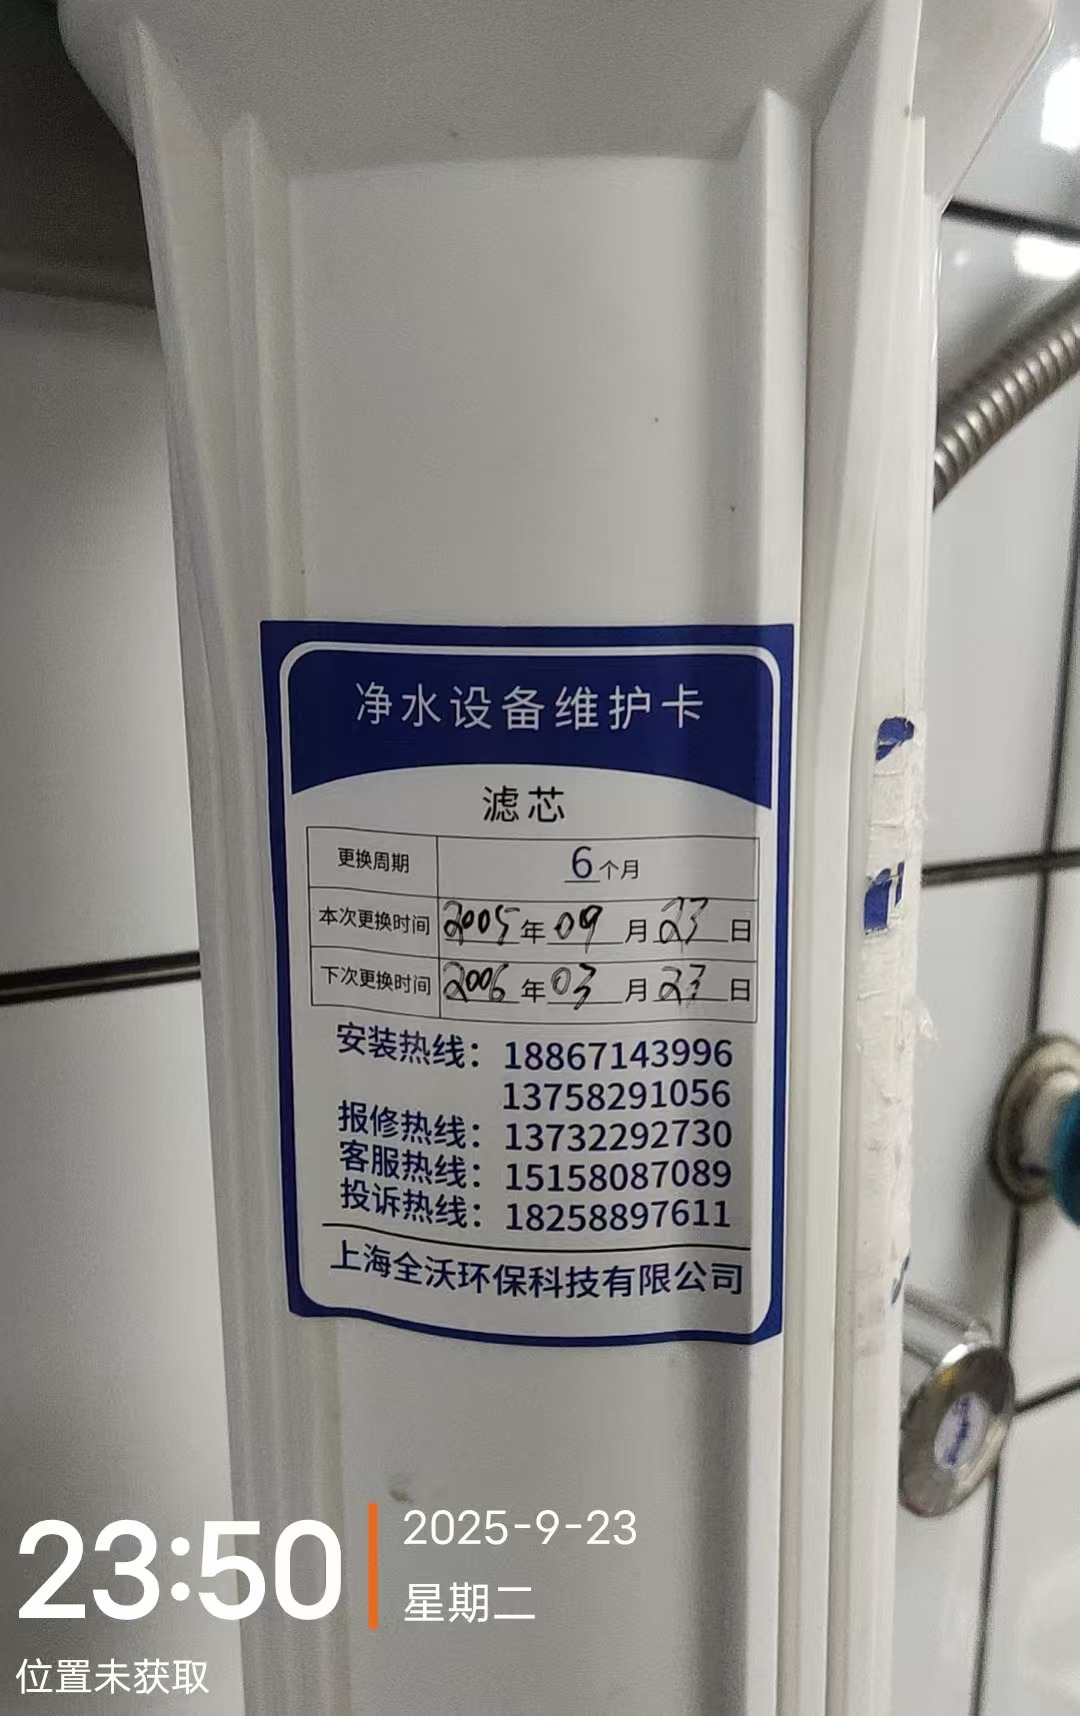 净水设备维护卡
滤芯
更换周期 6个月
本次更换时间 2005年09月23日
下次更换时间 2006年03月23日
安装热线：18867143996
13758291056
报修热线：13732292730
客服热线：15158087089
投诉热线：18258897611
上海全沃环保科技有限公司
23:50
2025-9-23
星期二
位置未获取